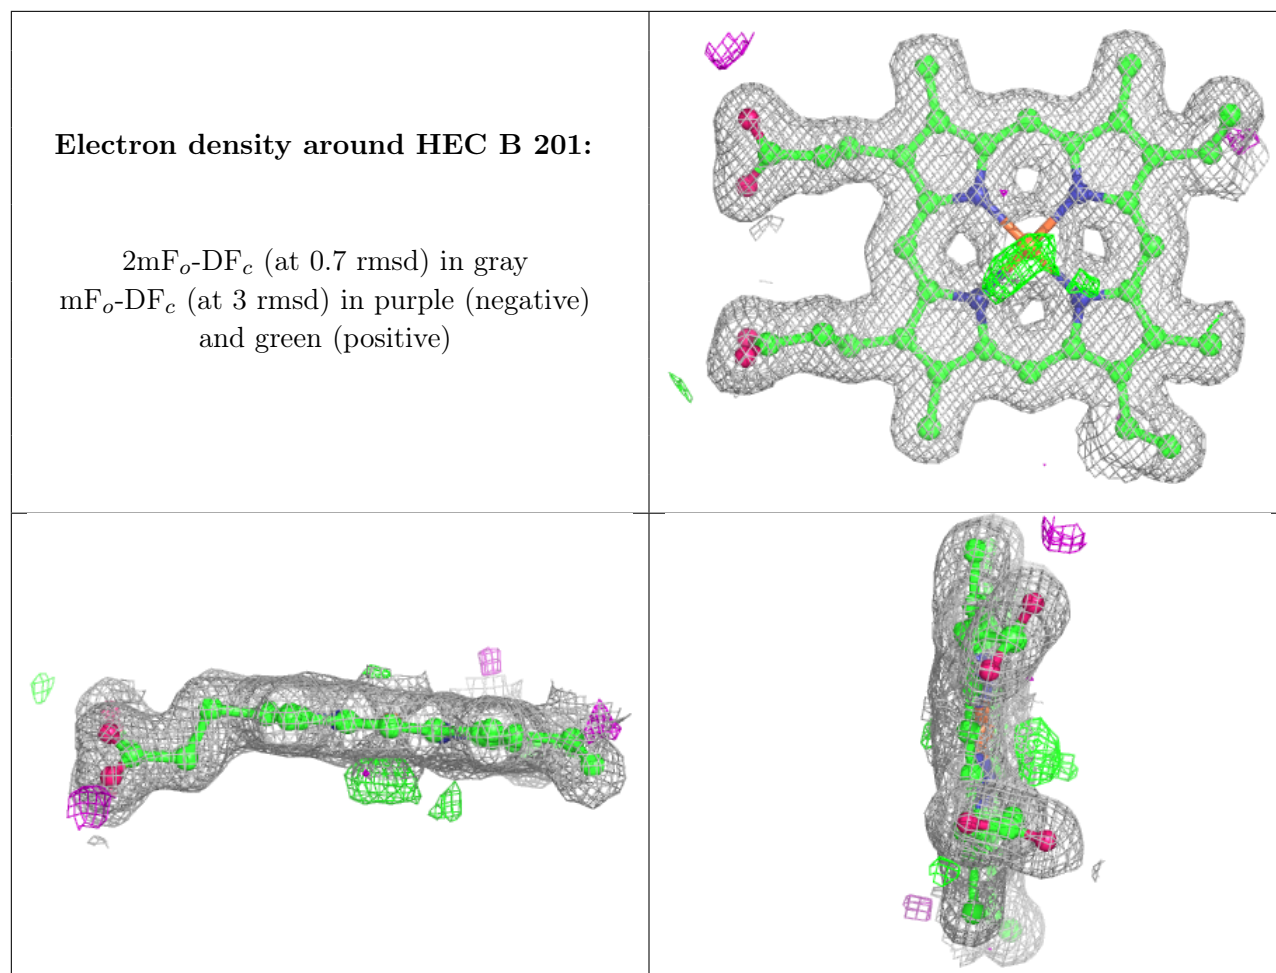 Electron density around HEC B 201:
2mFo-DFc (at 0.7 rmsd) in gray
mFo-DFc (at 3 rmsd) in purple (negative)
and green (positive)